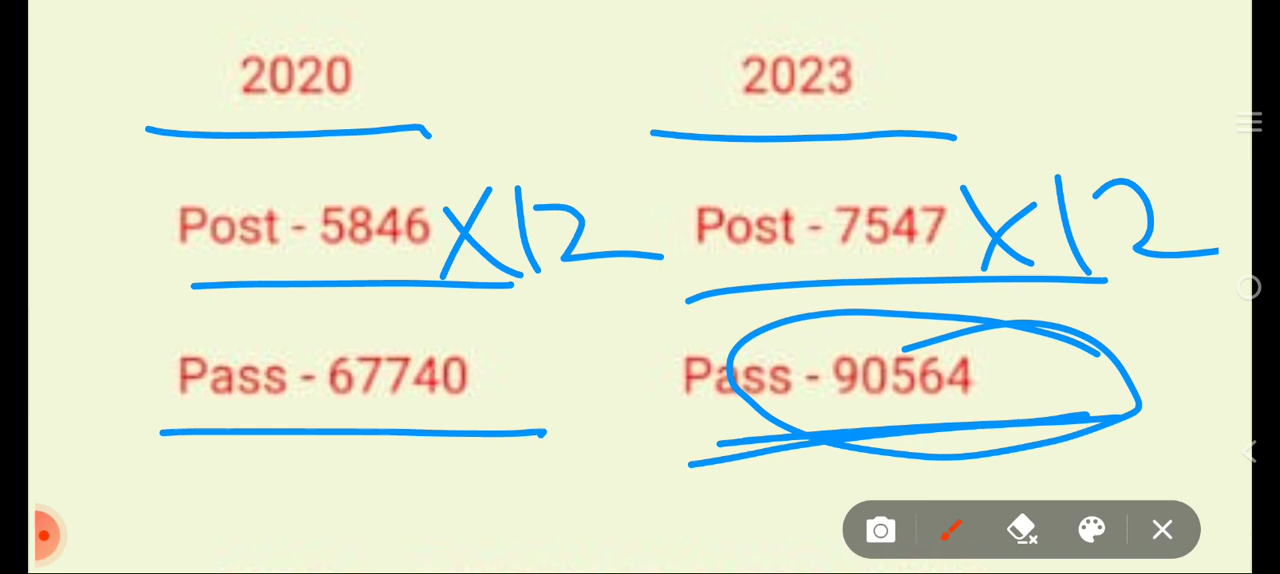 2020 2023
Post - 5846 X12 Post - 7547 X12
Pass - 67740 Pass - 90564